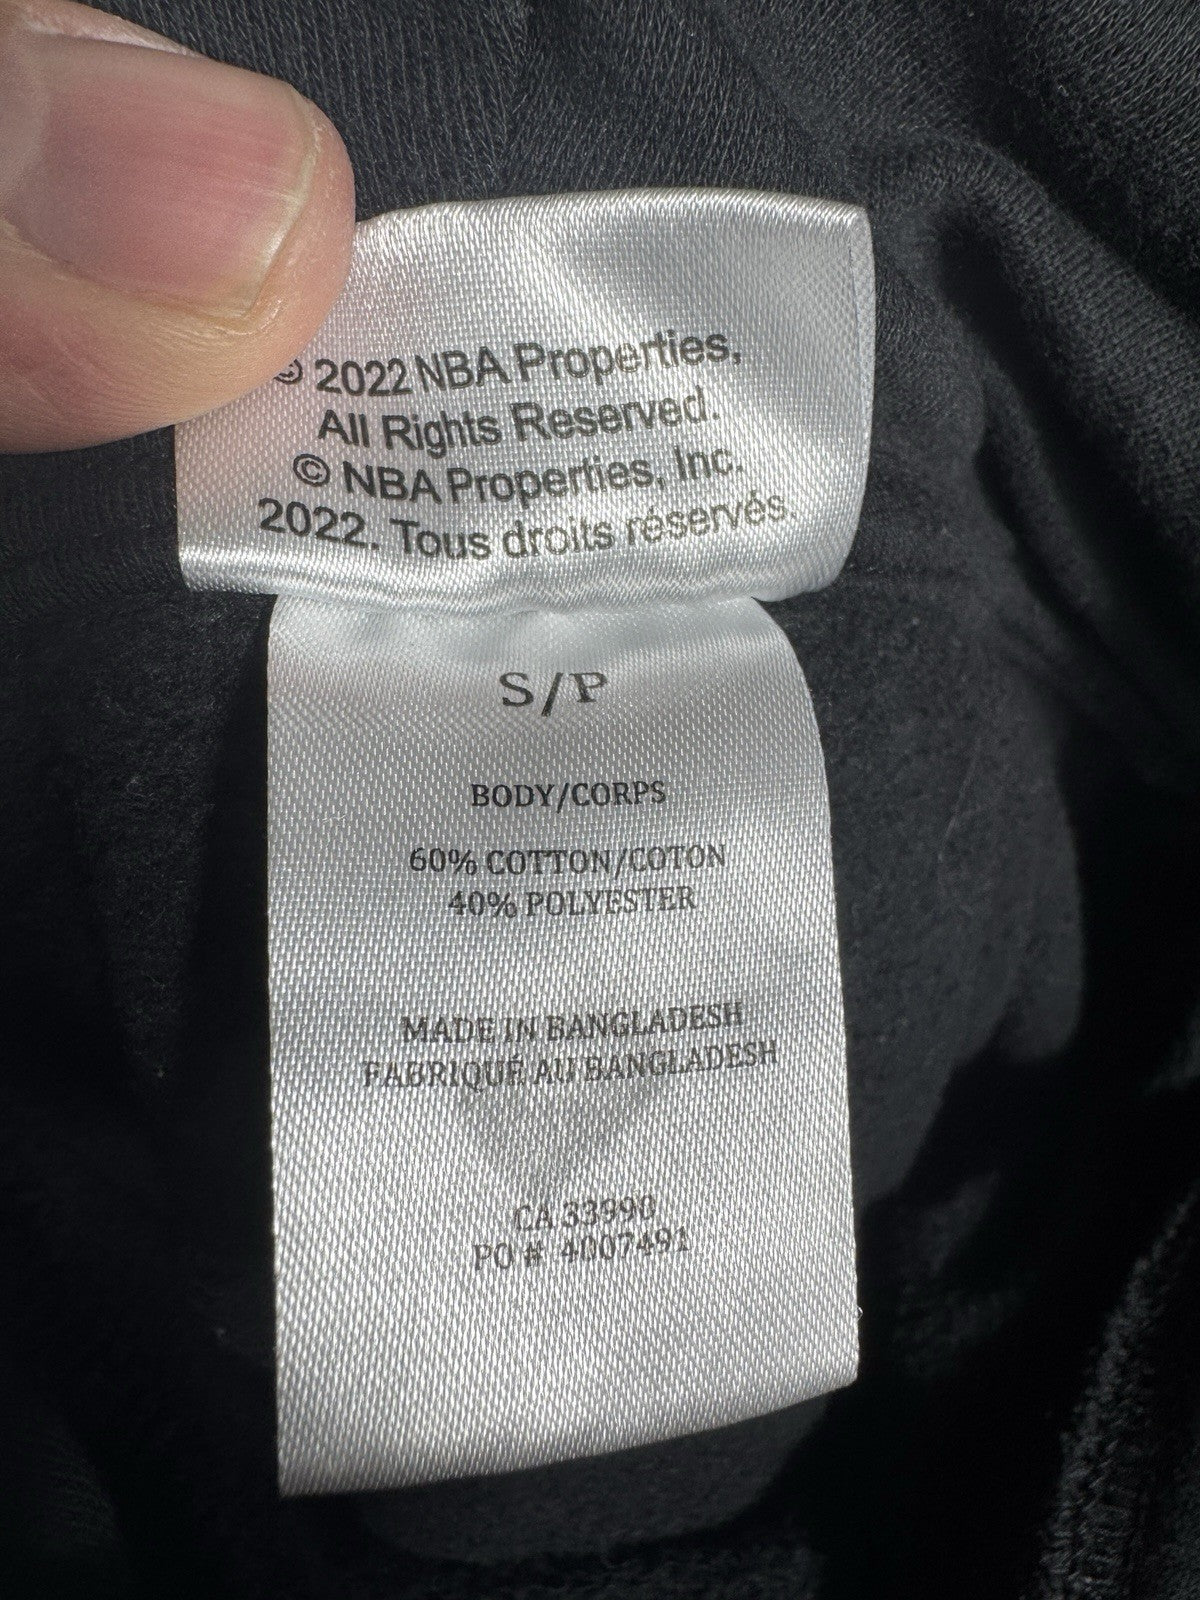 © 2022 NBA Properties,
All Rights Reserved.
© NBA Properties, Inc.
2022. Tous droits réservés.
S/P
BODY/CORPS
60% COTTON/COTON
40% POLYESTER
MADE IN BANGLADESH
FABRIQUÉ AU BANGLADESH
CA 33990
PO # 4007491